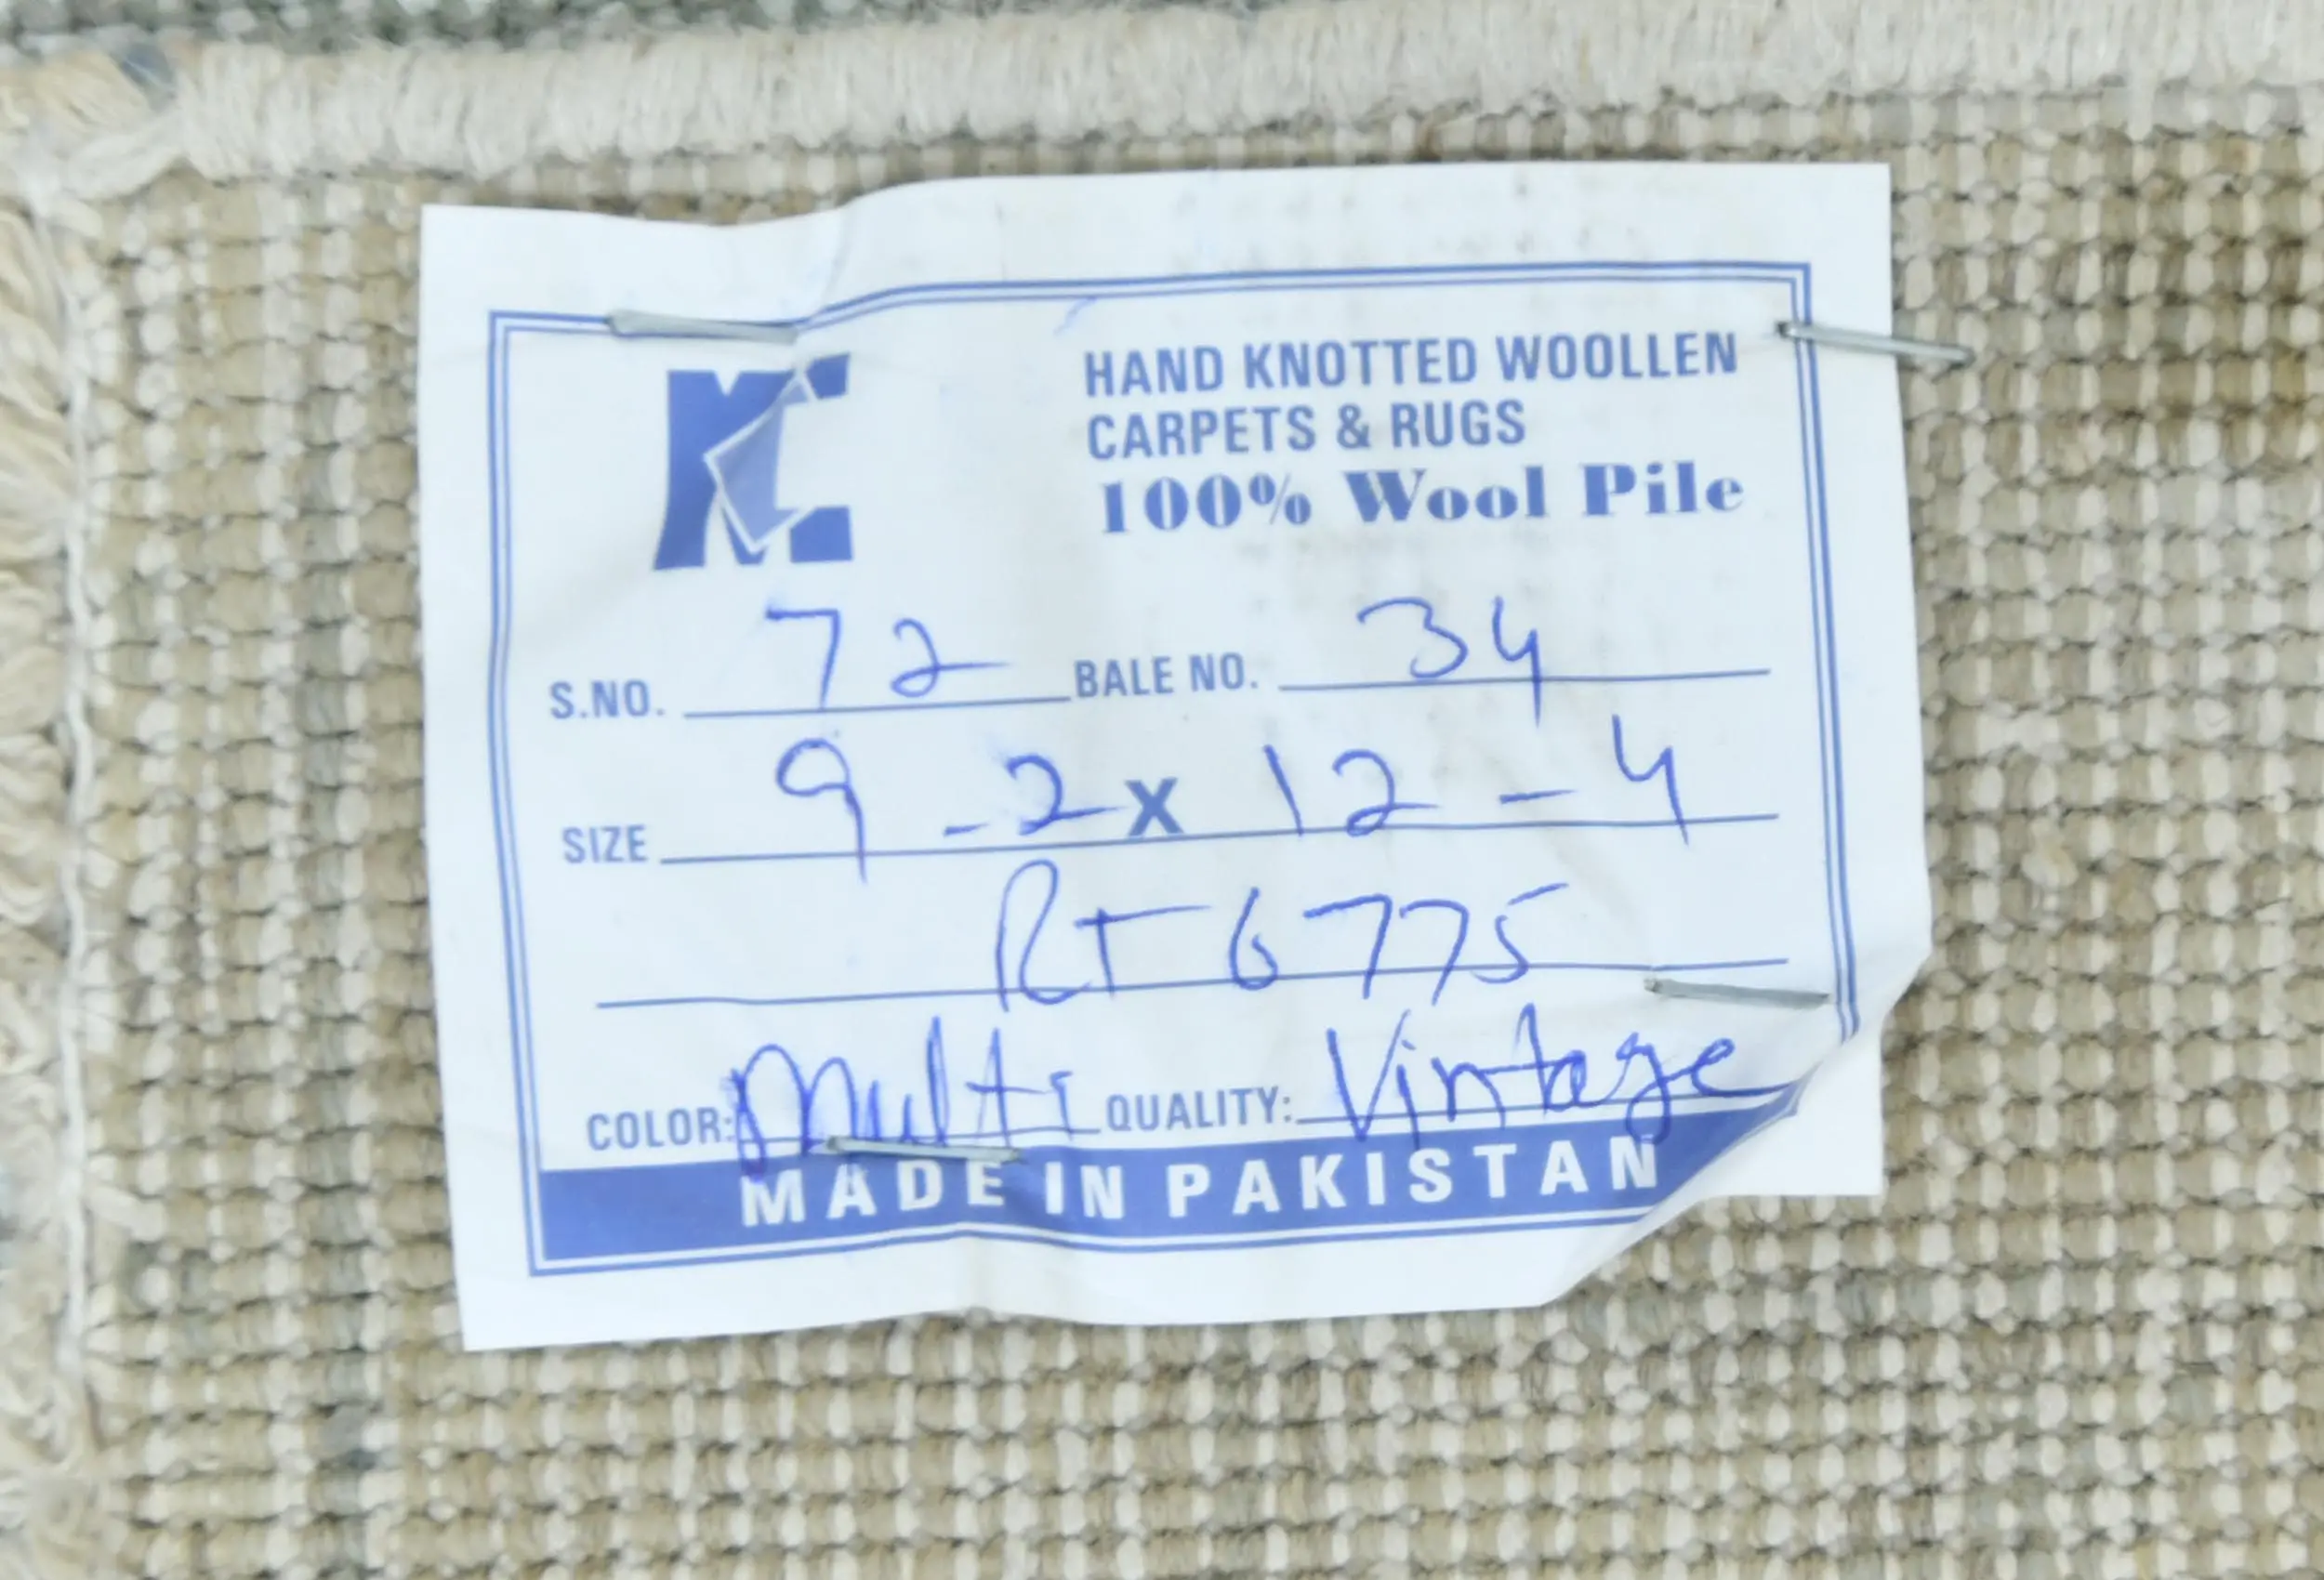 KC
HAND KNOTTED WOOLLEN
CARPETS & RUGS
100% Wool Pile
S.NO. 72 BALE NO. 34
SIZE 9-2 X 12-4
RT 6775
COLOR: Multi QUALITY: Vintage
MADE IN PAKISTAN